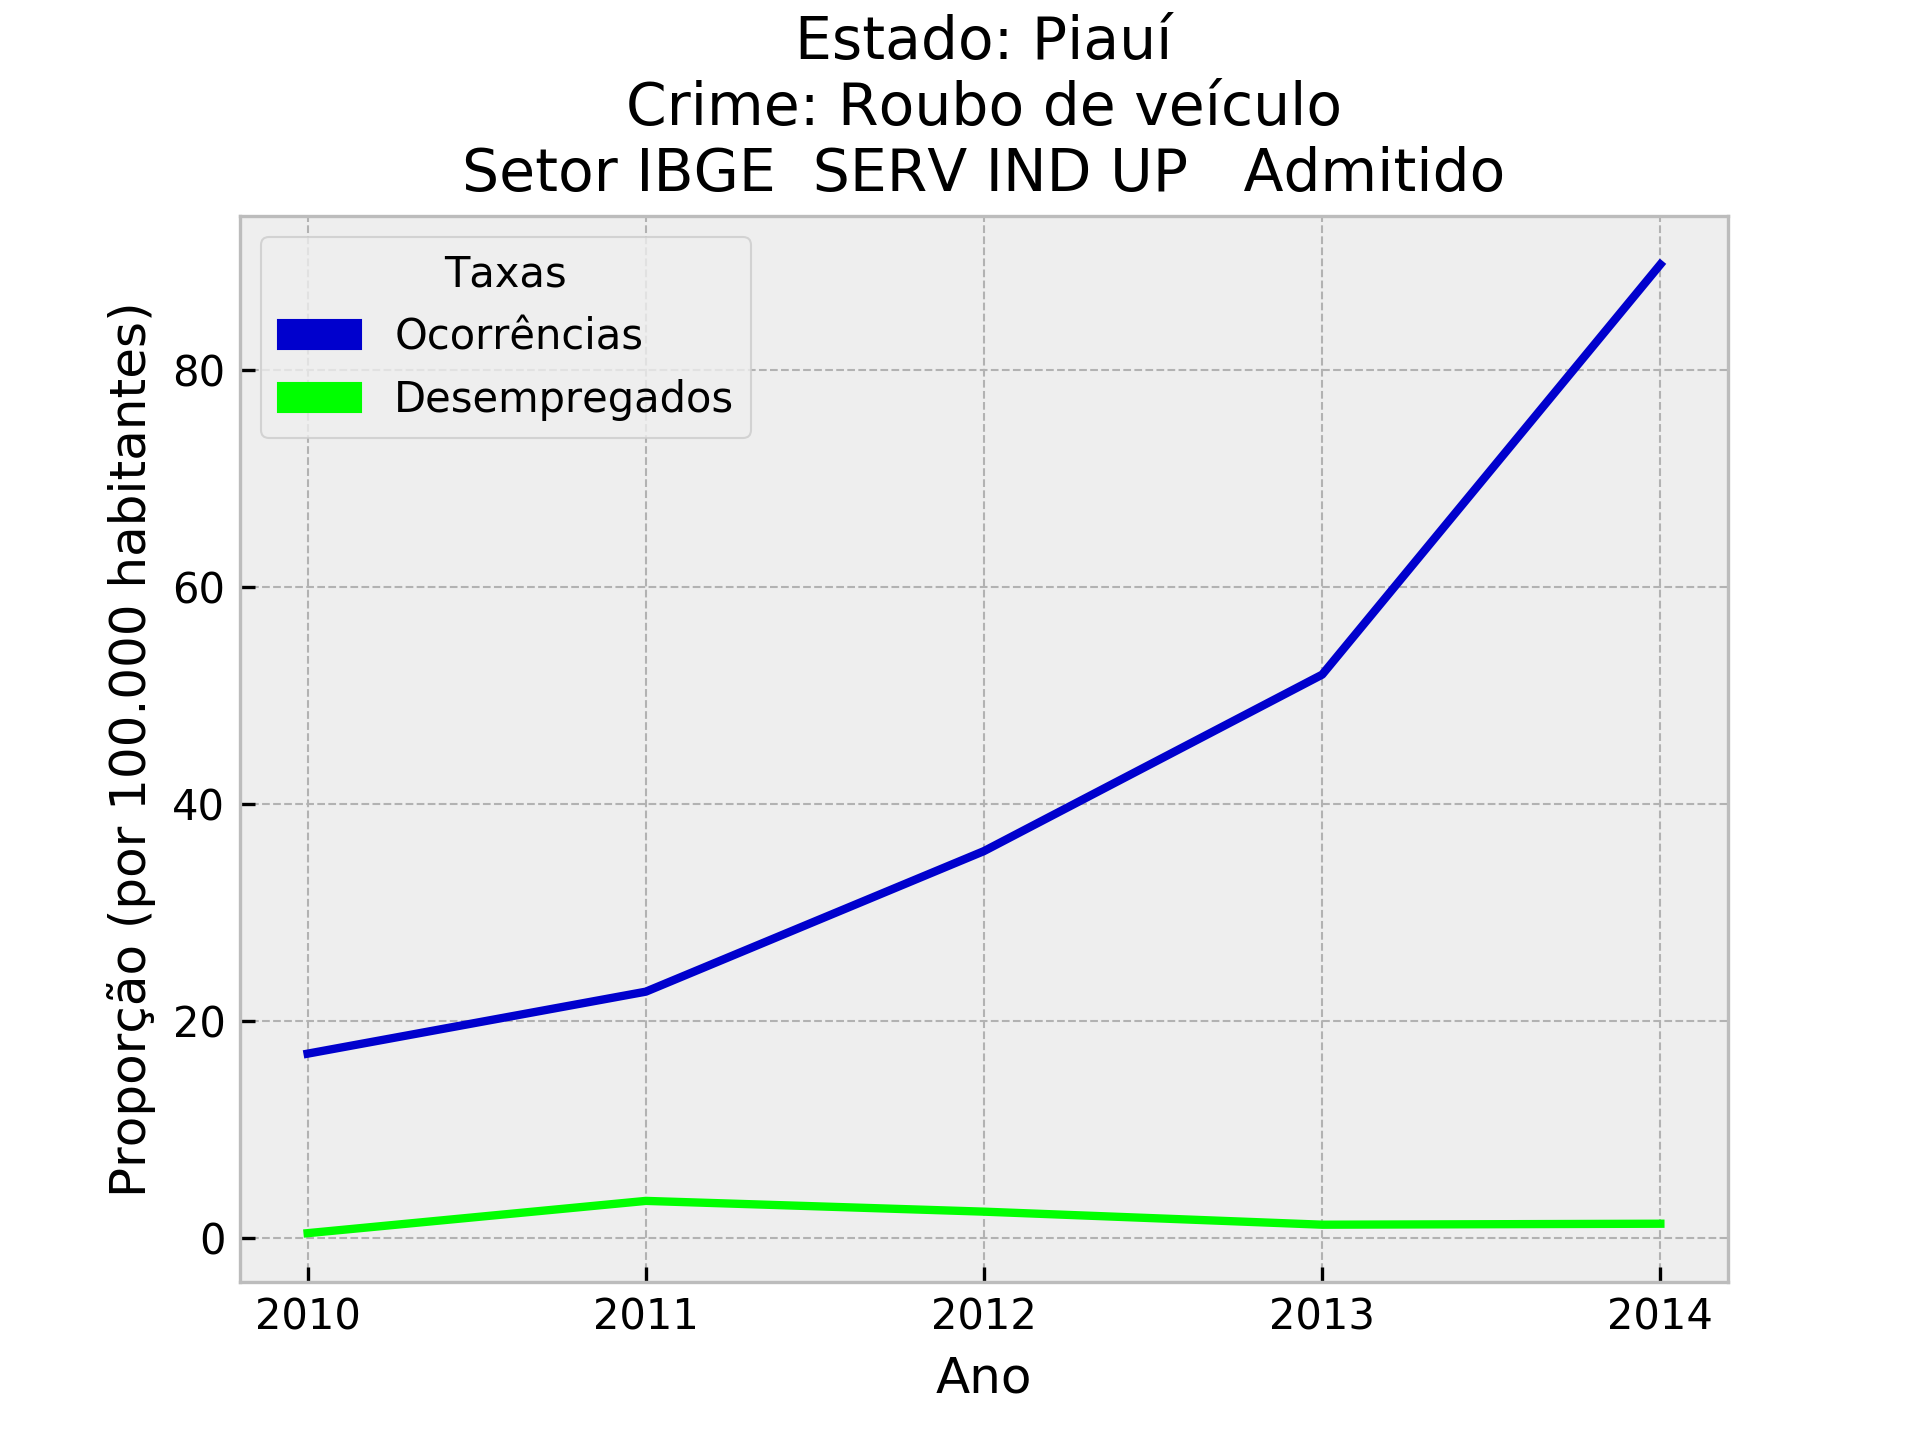 Estado: Piauí
Crime: Roubo de veículo
Setor IBGE  SERV IND UP   Admitido
Taxas
Ocorrências
Desempregados
Proporção (por 100.000 habitantes)
80
60
40
20
0
2010
2011
2012
2013
2014
Ano